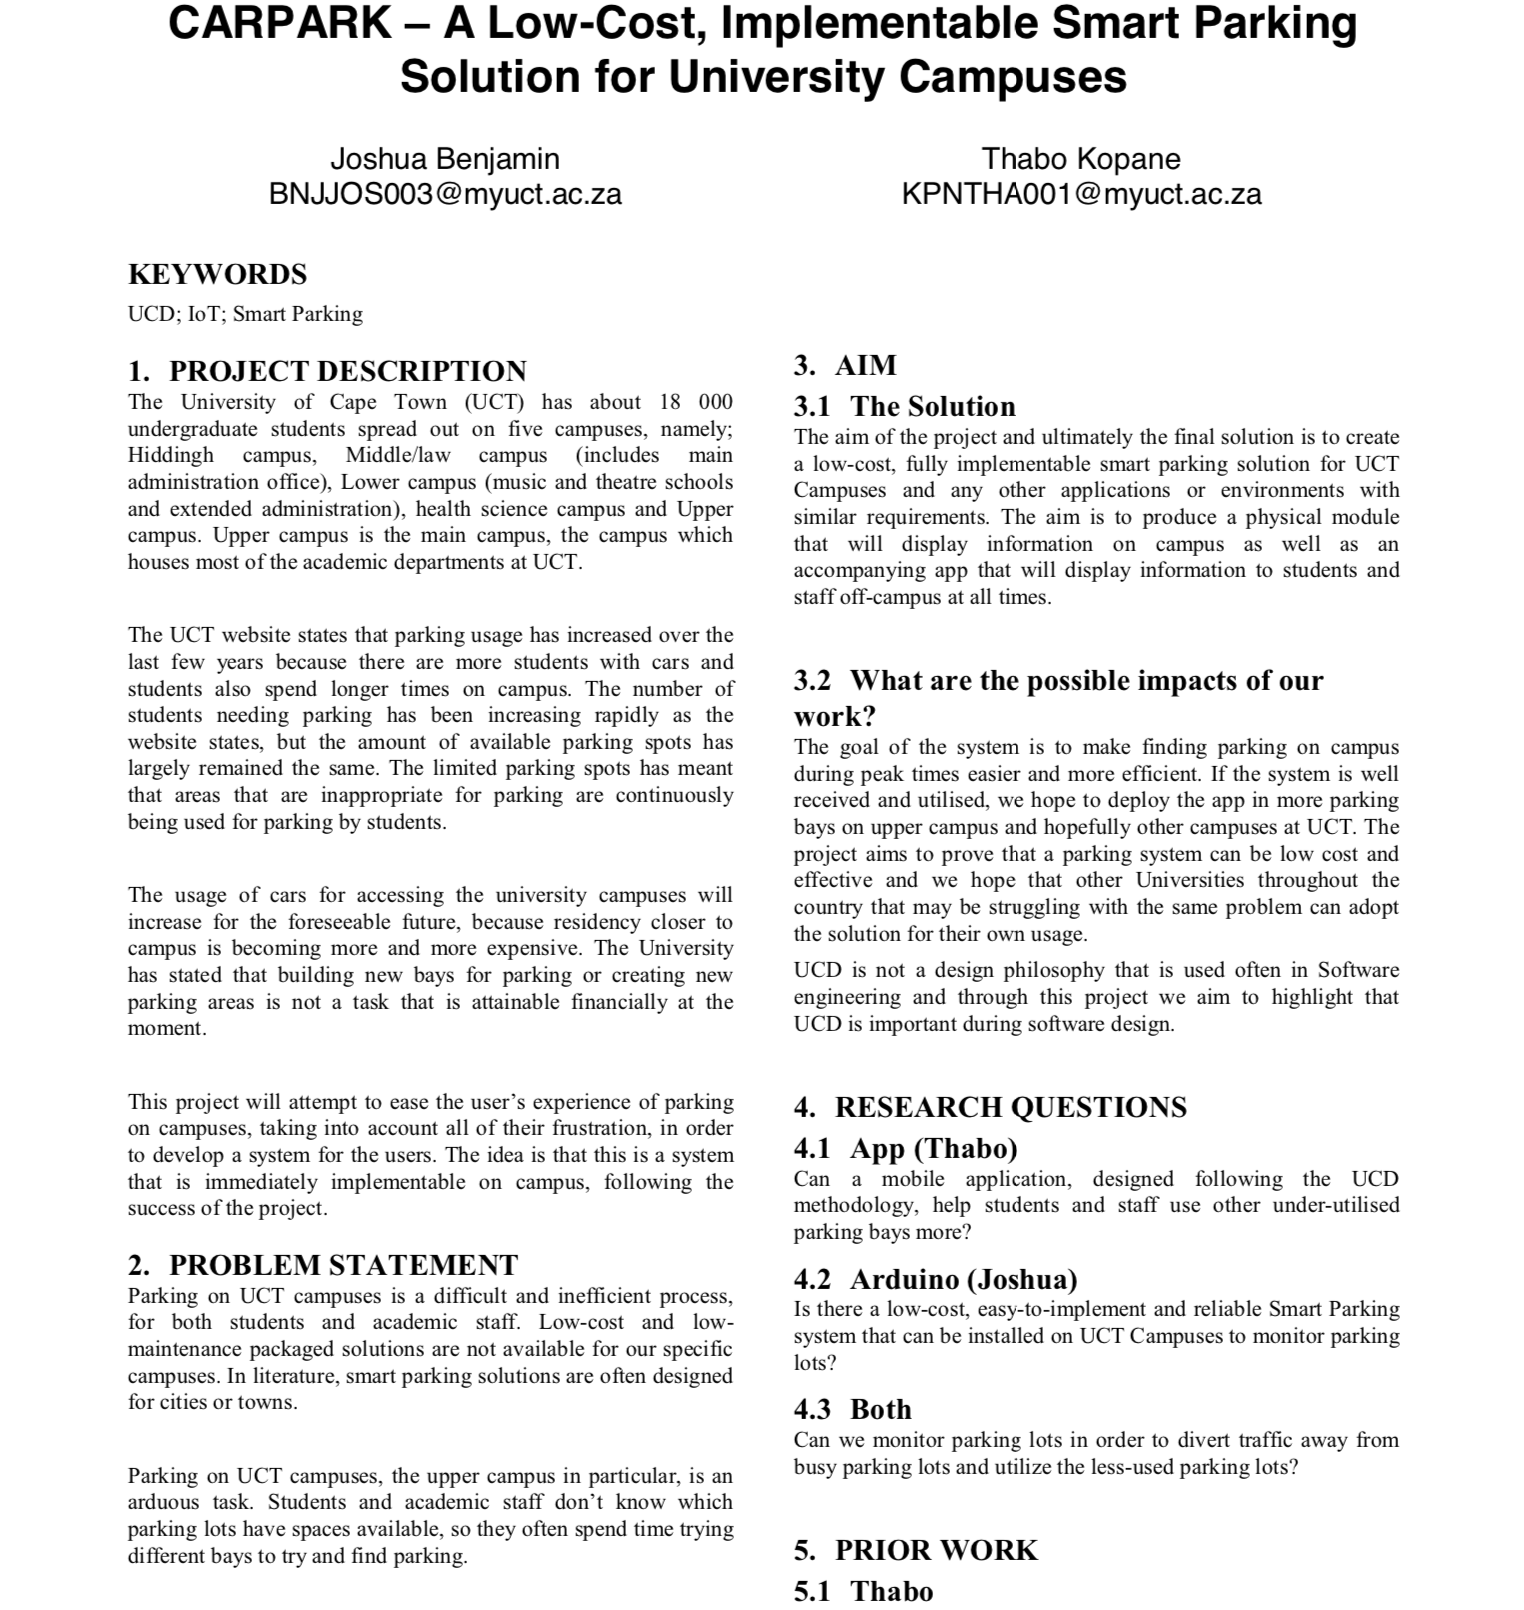 CARPARK – A Low-Cost, Implementable Smart Parking
Solution for University Campuses
Joshua Benjamin
BNJJOS003@myuct.ac.za
Thabo Kopane
KPNTHA001@myuct.ac.za
KEYWORDS
UCD; IoT; Smart Parking
1. PROJECT DESCRIPTION
The University of Cape Town (UCT) has about 18 000
undergraduate students spread out on five campuses, namely;
Hiddingh campus, Middle/law campus (includes main
administration office), Lower campus (music and theatre schools
and extended administration), health science campus and Upper
campus. Upper campus is the main campus, the campus which
houses most of the academic departments at UCT.
The UCT website states that parking usage has increased over the
last few years because there are more students with cars and
students also spend longer times on campus. The number of
students needing parking has been increasing rapidly as the
website states, but the amount of available parking spots has
largely remained the same. The limited parking spots has meant
that areas that are inappropriate for parking are continuously
being used for parking by students.
The usage of cars for accessing the university campuses will
increase for the foreseeable future, because residency closer to
campus is becoming more and more expensive. The University
has stated that building new bays for parking or creating new
parking areas is not a task that is attainable financially at the
moment.
This project will attempt to ease the user’s experience of parking
on campuses, taking into account all of their frustration, in order
to develop a system for the users. The idea is that this is a system
that is immediately implementable on campus, following the
success of the project.
2. PROBLEM STATEMENT
Parking on UCT campuses is a difficult and inefficient process,
for both students and academic staff. Low-cost and low-
maintenance packaged solutions are not available for our specific
campuses. In literature, smart parking solutions are often designed
for cities or towns.
Parking on UCT campuses, the upper campus in particular, is an
arduous task. Students and academic staff don’t know which
parking lots have spaces available, so they often spend time trying
different bays to try and find parking.
3. AIM
3.1 The Solution
The aim of the project and ultimately the final solution is to create
a low-cost, fully implementable smart parking solution for UCT
Campuses and any other applications or environments with
similar requirements. The aim is to produce a physical module
that will display information on campus as well as an
accompanying app that will display information to students and
staff off-campus at all times.
3.2 What are the possible impacts of our
work?
The goal of the system is to make finding parking on campus
during peak times easier and more efficient. If the system is well
received and utilised, we hope to deploy the app in more parking
bays on upper campus and hopefully other campuses at UCT. The
project aims to prove that a parking system can be low cost and
effective and we hope that other Universities throughout the
country that may be struggling with the same problem can adopt
the solution for their own usage.
UCD is not a design philosophy that is used often in Software
engineering and through this project we aim to highlight that
UCD is important during software design.
4. RESEARCH QUESTIONS
4.1 App (Thabo)
Can a mobile application, designed following the UCD
methodology, help students and staff use other under-utilised
parking bays more?
4.2 Arduino (Joshua)
Is there a low-cost, easy-to-implement and reliable Smart Parking
system that can be installed on UCT Campuses to monitor parking
lots?
4.3 Both
Can we monitor parking lots in order to divert traffic away from
busy parking lots and utilize the less-used parking lots?
5. PRIOR WORK
5.1 Thabo